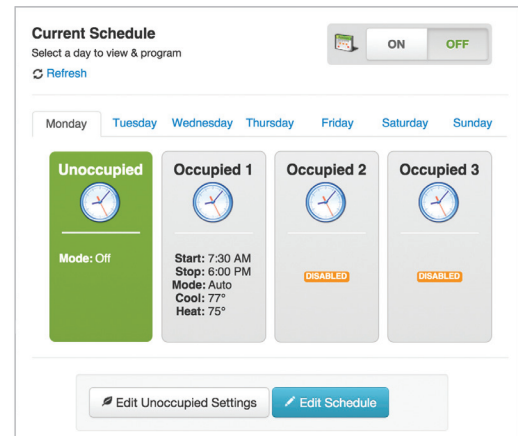 Current Schedule
Select a day to view & program
Refresh
ON OFF
Monday Tuesday Wednesday Thursday Friday Saturday Sunday
Unoccupied
Mode: Off
Occupied 1
Start: 7:30 AM
Stop: 6:00 PM
Mode: Auto
Cool: 77°
Heat: 75°
Occupied 2
DISABLED
Occupied 3
DISABLED
Edit Unoccupied Settings Edit Schedule